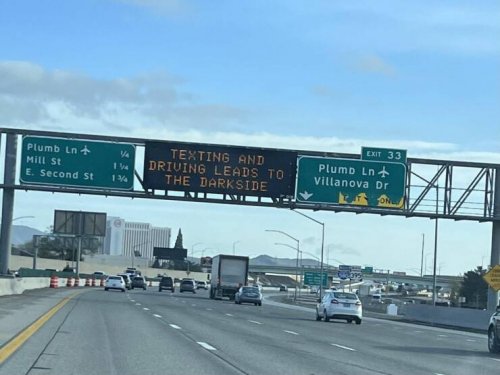 Plumb Ln ¼
Mill St 1 ¼
E. Second St 1 ¾
TEXTING AND
DRIVING LEADS TO
THE DARKSIDE
EXIT 33
Plumb Ln
Villanova Dr
ONLY